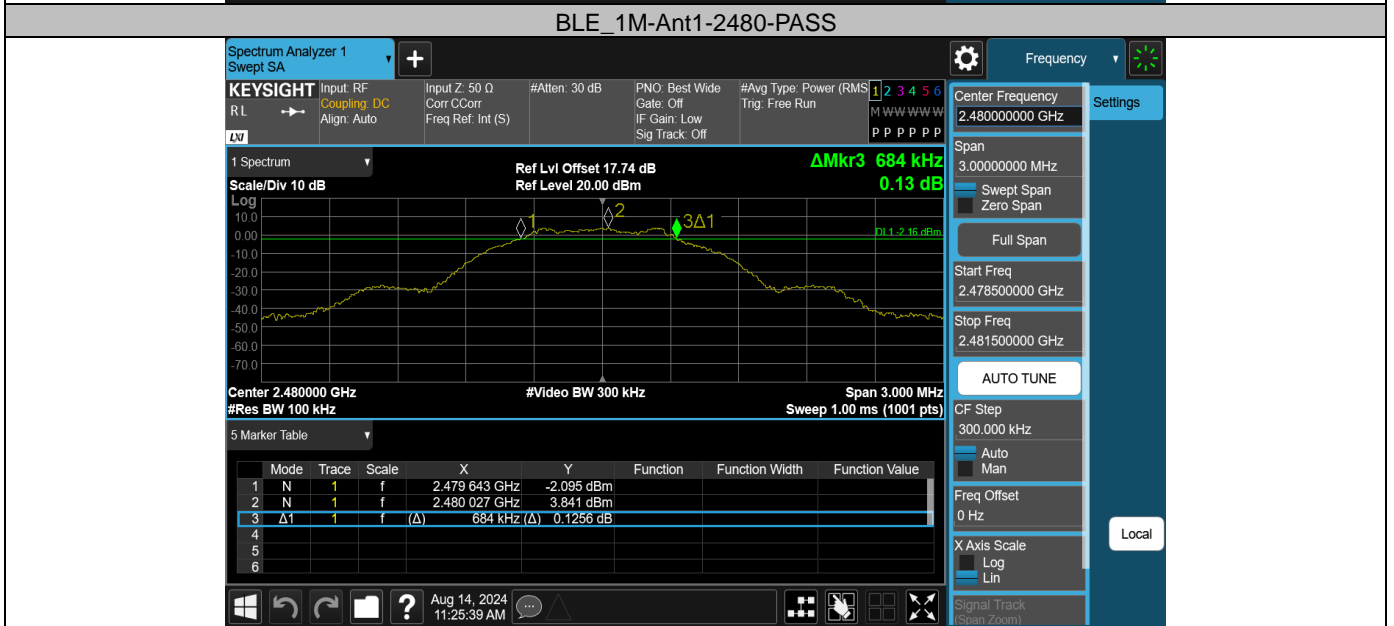 BLE_1M-Ant1-2480-PASS
Spectrum Analyzer 1
Swept SA
Frequency
KEYSIGHT
RL
LXI
Input: RF
Coupling: DC
Align: Auto
Input Z: 50 Ω
Corr CCorr
Freq Ref: Int (S)
#Atten: 30 dB
PNO: Best Wide
Gate: Off
IF Gain: Low
Sig Track: Off
#Avg Type: Power (RMS
Trig: Free Run
1 2 3 4 5 6
M W W W W W
P P P P P P
1 Spectrum
Scale/Div 10 dB
Ref Lvl Offset 17.74 dB
Ref Level 20.00 dBm
ΔMkr3 684 kHz
0.13 dB
Log
10.0
0.00
-10.0
-20.0
-30.0
-40.0
-50.0
-60.0
-70.0
1
2
3Δ1
DL1 -2.16 dBm
Center 2.480000 GHz
#Res BW 100 kHz
#Video BW 300 kHz
Span 3.000 MHz
Sweep 1.00 ms (1001 pts)
5 Marker Table
Mode Trace Scale X Y Function Function Width Function Value
1 N 1 f 2.479 643 GHz -2.095 dBm
2 N 1 f 2.480 027 GHz 3.841 dBm
3 Δ1 1 f (Δ) 684 kHz (Δ) 0.1256 dB
4
5
6
Aug 14, 2024
11:25:39 AM
Center Frequency
2.480000000 GHz
Settings
Span
3.00000000 MHz
Swept Span
Zero Span
Full Span
Start Freq
2.478500000 GHz
Stop Freq
2.481500000 GHz
AUTO TUNE
CF Step
300.000 kHz
Auto
Man
Freq Offset
0 Hz
X Axis Scale
Log
Lin
Local
Signal Track
(Span Zoom)